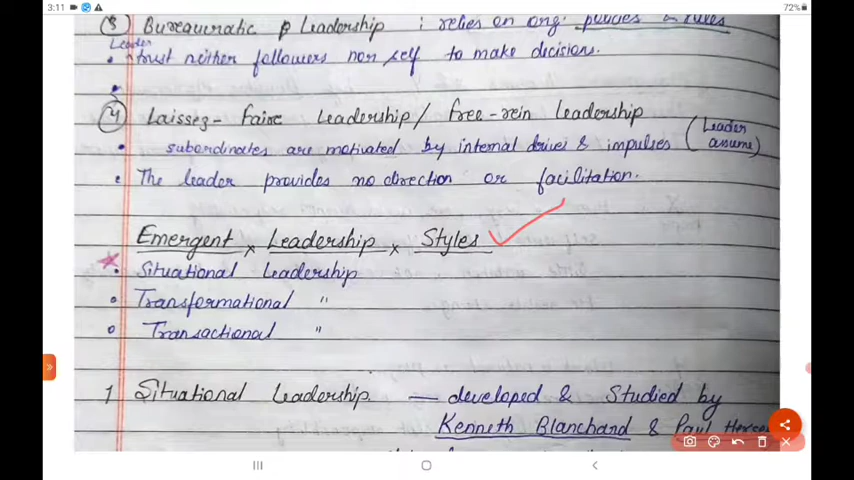 3:11
72%
(3) Bureaucratic Leadership : relies on org. policies & rules
Leader
• trust neither followers nor self to make decisions.
(4) Laissez-Faire Leadership / free-rein Leadership
• subordinates are motivated by internal drives & impulses (Leader assume)
• The leader provides no direction or facilitation.
Emergent x Leadership x Styles
• Situational Leadership
• Transformational "
• Transactional "
1 Situational Leadership — developed & Studied by
Kenneth Blanchand & Paul